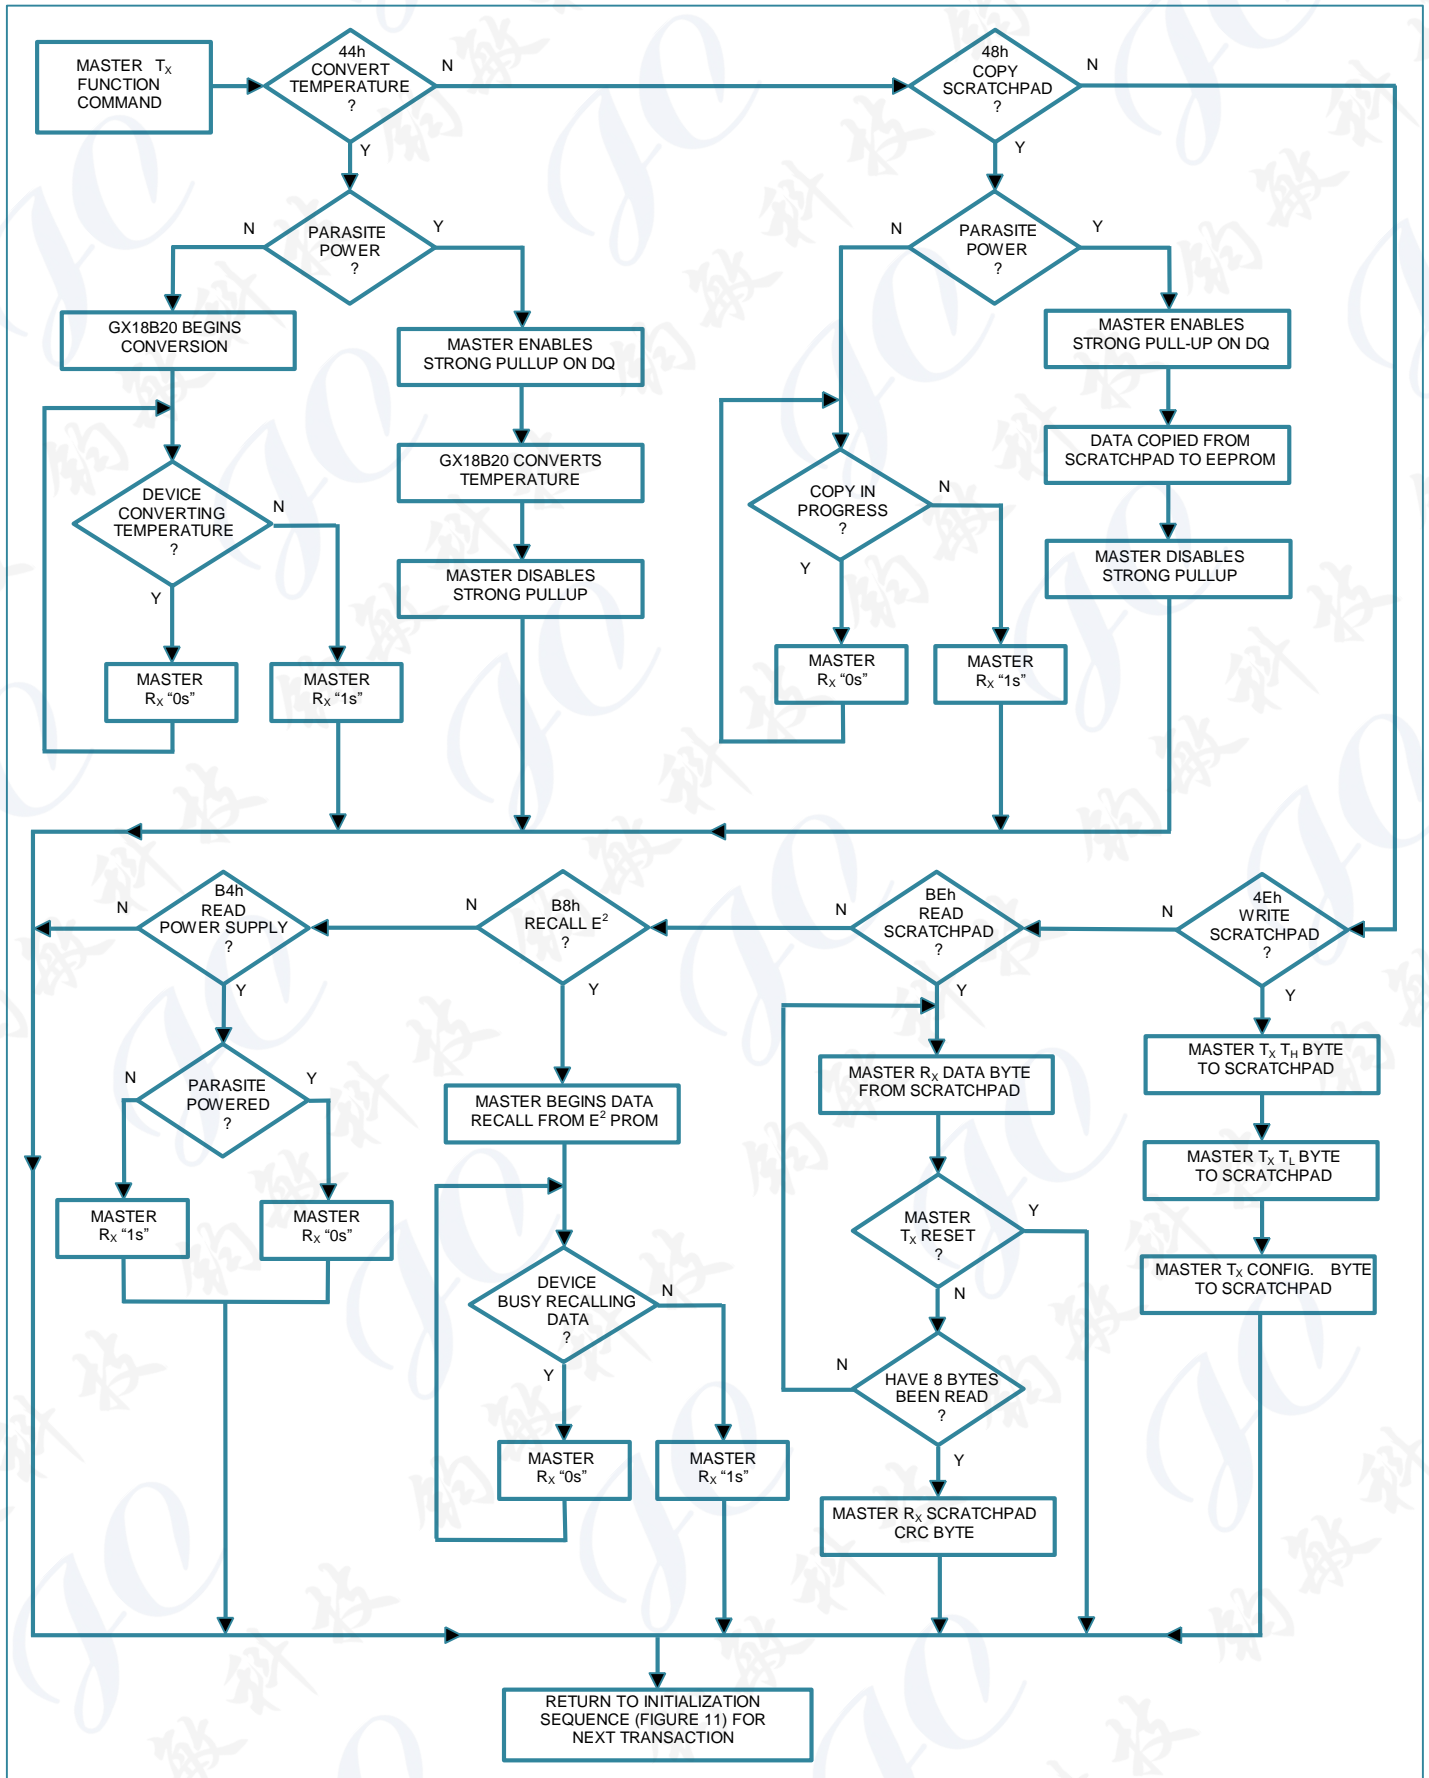 MASTER TX
FUNCTION
COMMAND
44h
CONVERT
TEMPERATURE
?
N
Y
48h
COPY
SCRATCHPAD
?
N
Y
PARASITE
POWER
?
N
Y
GX18B20 BEGINS
CONVERSION
MASTER ENABLES
STRONG PULLUP ON DQ
GX18B20 CONVERTS
TEMPERATURE
MASTER DISABLES
STRONG PULLUP
DEVICE
CONVERTING
TEMPERATURE
?
N
Y
MASTER
RX “0s”
MASTER
RX “1s”
PARASITE
POWER
?
N
Y
MASTER ENABLES
STRONG PULL-UP ON DQ
DATA COPIED FROM
SCRATCHPAD TO EEPROM
MASTER DISABLES
STRONG PULLUP
COPY IN
PROGRESS
?
N
Y
MASTER
RX “0s”
MASTER
RX “1s”
B4h
READ
POWER SUPPLY
?
N
Y
B8h
RECALL E2
?
N
Y
BEh
READ
SCRATCHPAD
?
N
Y
4Eh
WRITE
SCRATCHPAD
?
N
Y
PARASITE
POWERED
?
N
Y
MASTER
RX “1s”
MASTER
RX “0s”
MASTER BEGINS DATA
RECALL FROM E2 PROM
DEVICE
BUSY RECALLING
DATA
?
N
Y
MASTER
RX “0s”
MASTER
RX “1s”
MASTER RX DATA BYTE
FROM SCRATCHPAD
MASTER
TX RESET
?
Y
N
HAVE 8 BYTES
BEEN READ
?
N
Y
MASTER RX SCRATCHPAD
CRC BYTE
MASTER TX TH BYTE
TO SCRATCHPAD
MASTER TX TL BYTE
TO SCRATCHPAD
MASTER TX CONFIG. BYTE
TO SCRATCHPAD
RETURN TO INITIALIZATION
SEQUENCE (FIGURE 11) FOR
NEXT TRANSACTION